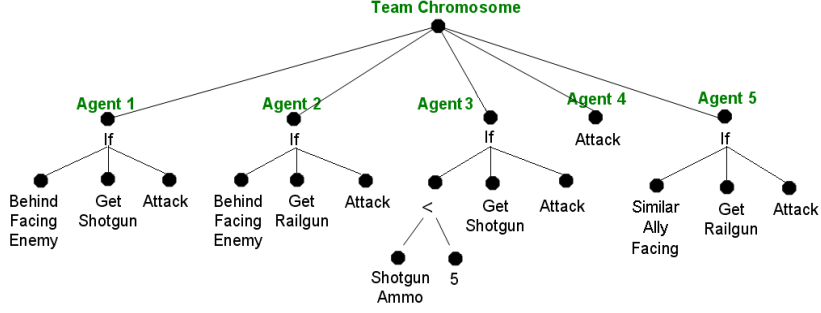 Team Chromosome
Agent 1
Agent 2
Agent 3
Agent 4
Agent 5
If
If
If
Attack
If
Behind
Facing
Enemy
Get
Shotgun
Attack
Behind
Facing
Enemy
Get
Railgun
Attack
<
Get
Shotgun
Attack
Similar
Ally
Facing
Get
Railgun
Attack
Shotgun
Ammo
5